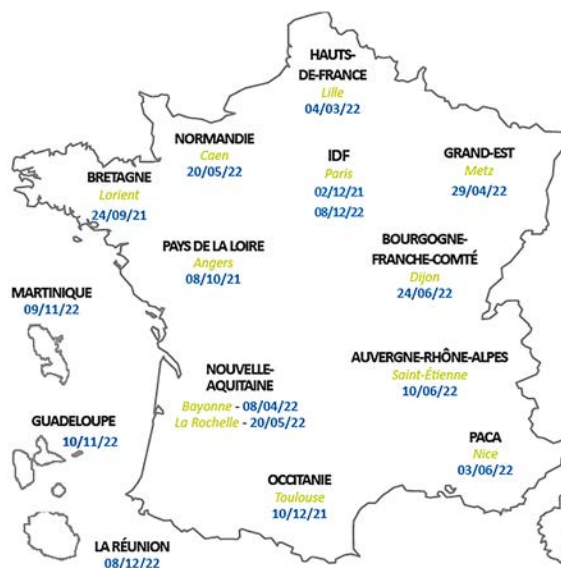 HAUTS-
DE-FRANCE
Lille
04/03/22
NORMANDIE
Caen
20/05/22
IDF
Paris
02/12/21
08/12/22
GRAND-EST
Metz
29/04/22
BRETAGNE
Lorient
24/09/21
PAYS DE LA LOIRE
Angers
08/10/21
BOURGOGNE-
FRANCHE-COMTÉ
Dijon
24/06/22
MARTINIQUE
09/11/22
NOUVELLE-
AQUITAINE
Bayonne - 08/04/22
La Rochelle - 20/05/22
AUVERGNE-RHÔNE-ALPES
Saint-Étienne
10/06/22
GUADELOUPE
10/11/22
PACA
Nice
03/06/22
OCCITANIE
Toulouse
10/12/21
LA RÉUNION
08/12/22